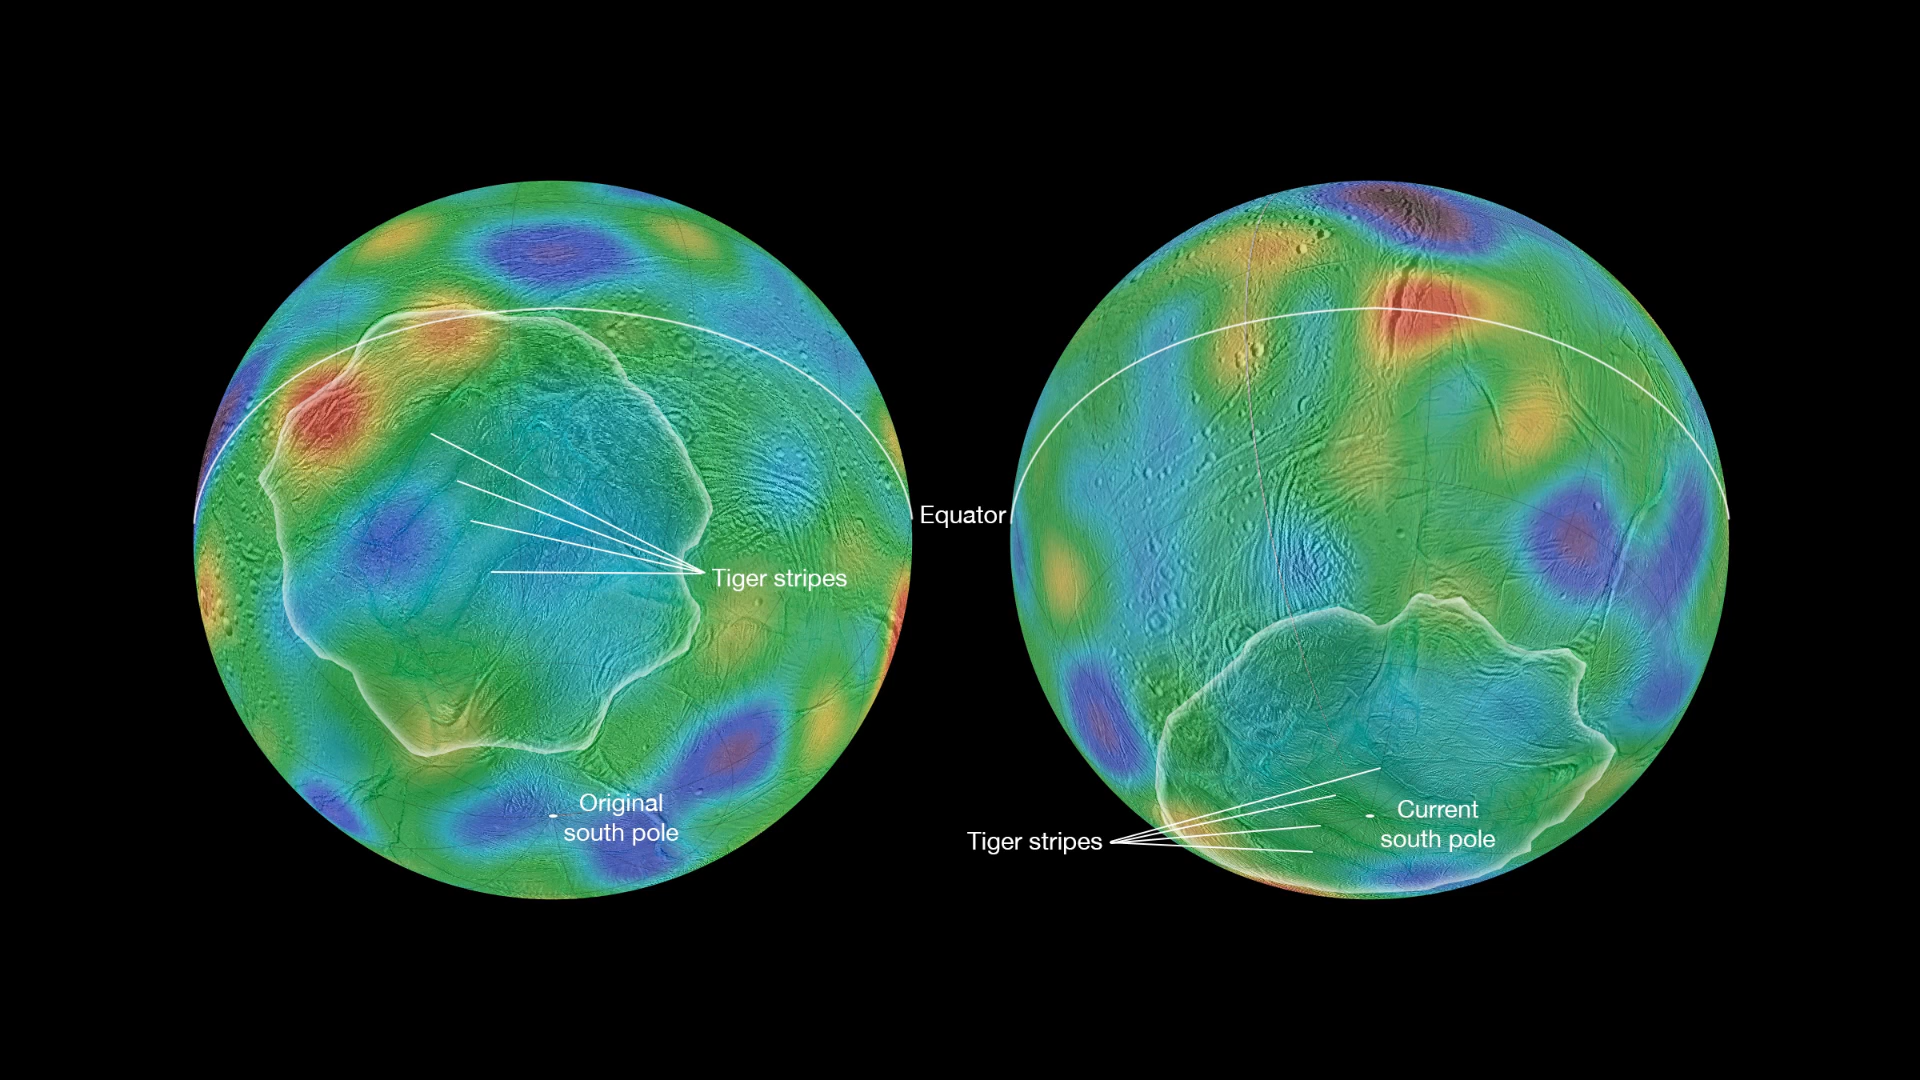 Equator
Tiger stripes
Original
south pole
Tiger stripes
Current
south pole